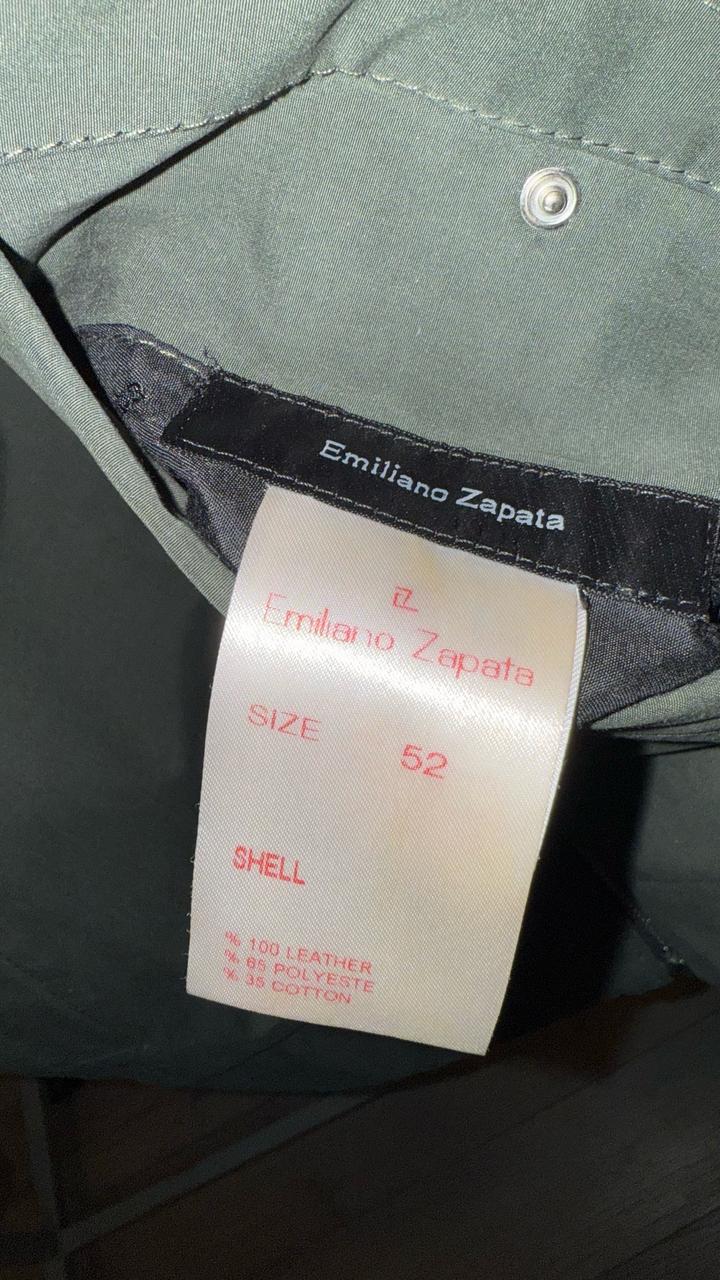 Emiliano Zapata
EZ
Emiliano Zapata
SIZE 52
SHELL
% 100 LEATHER
% 65 POLYESTE
% 35 COTTON